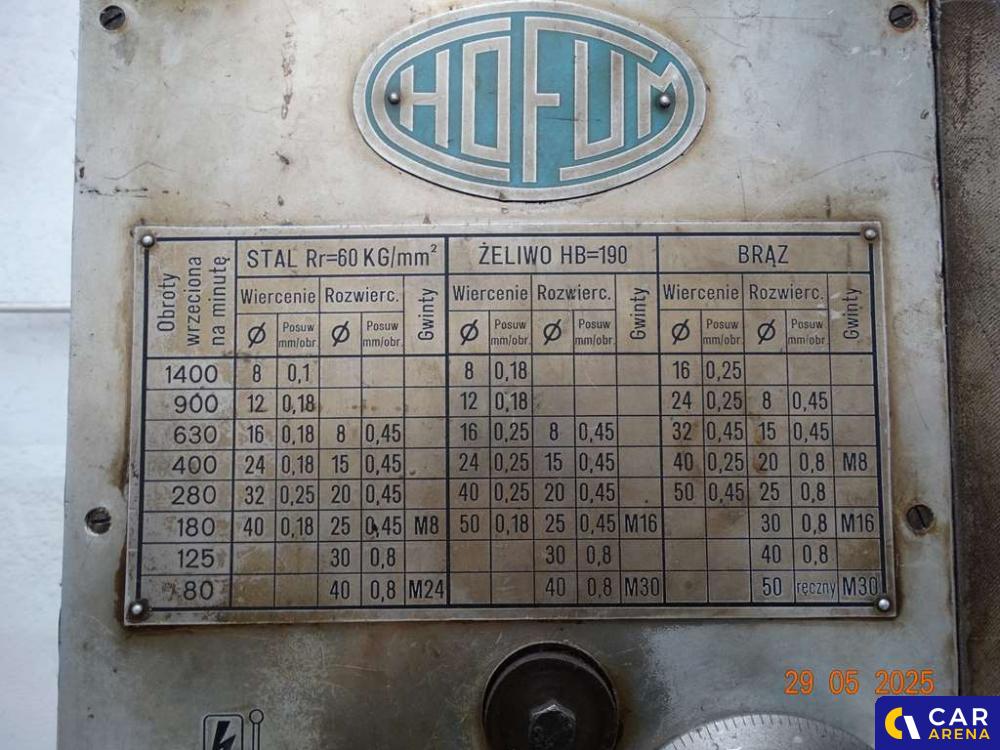 HOFUM
Obroty wrzeciona na minutę
STAL Rr=60 KG/mm²
ŻELIWO HB=190
BRĄZ
Wiercenie Rozwierc. Gwinty Wiercenie Rozwierc. Gwinty Wiercenie Rozwierc. Gwinty
Ø Posuw mm/obr. Ø Posuw mm/obr. Ø Posuw mm/obr. Ø Posuw mm/obr. Ø Posuw mm/obr. Ø Posuw mm/obr.
1400 8 0,1 8 0,18 16 0,25
900 12 0,18 12 0,18 24 0,25 8 0,45
630 16 0,18 8 0,45 16 0,25 8 0,45 32 0,45 15 0,45
400 24 0,18 15 0,45 24 0,25 15 0,45 40 0,25 20 0,8 M8
280 32 0,25 20 0,45 40 0,25 20 0,45 50 0,45 25 0,8
180 40 0,18 25 0,45 M8 50 0,18 25 0,45 M16 30 0,8 M16
125 30 0,8 30 0,8 40 0,8
80 40 0,8 M24 40 0,8 M30 50 ręczny M30
29 05 2025
CAR
ARENA